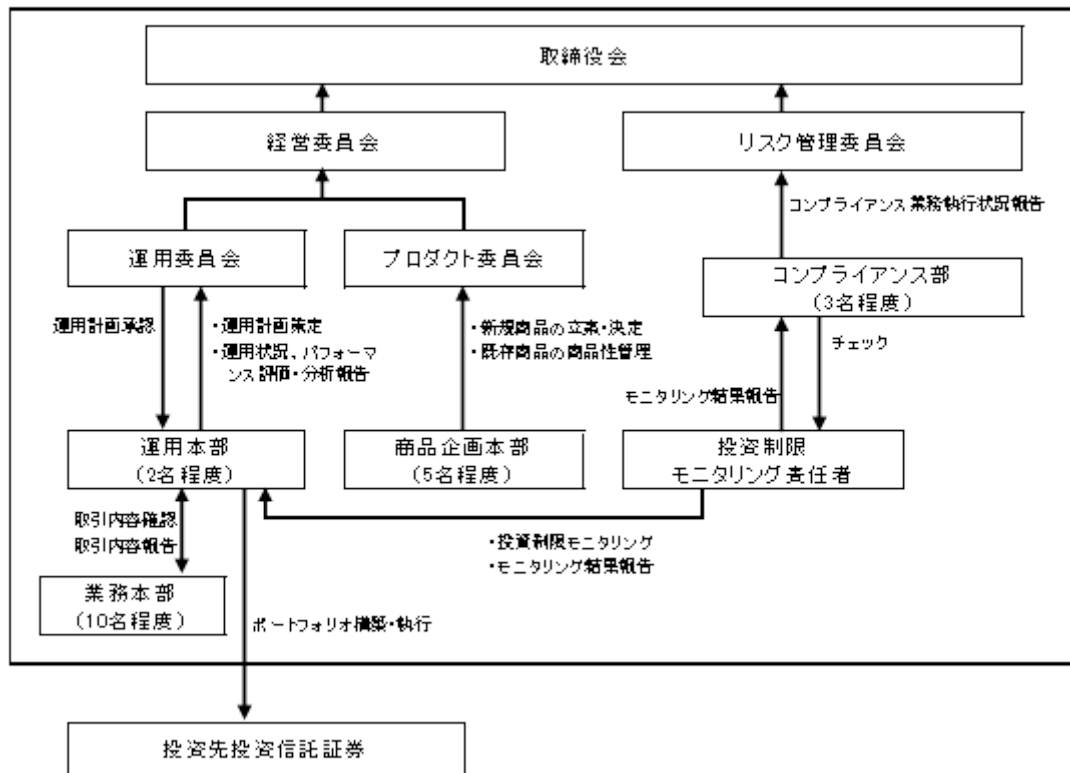 取締役会
経営委員会
リスク管理委員会
コンプライアンス業務執行状況報告
運用委員会
プロダクト委員会
コンプライアンス部
(3名程度)
運用計画承認
・運用計画策定
・運用状況、パフォーマ
ンス評価・分析報告
・新規商品の立案・決定
・既存商品の商品性管理
チェック
モニタリング結果報告
運用本部
(2名程度)
商品企画本部
(5名程度)
投資制限
モニタリング責任者
取引内容確認
取引内容報告
・投資制限モニタリング
・モニタリング結果報告
業務本部
(10名程度)
ポートフォリオ構築・執行
投資先投資信託証券